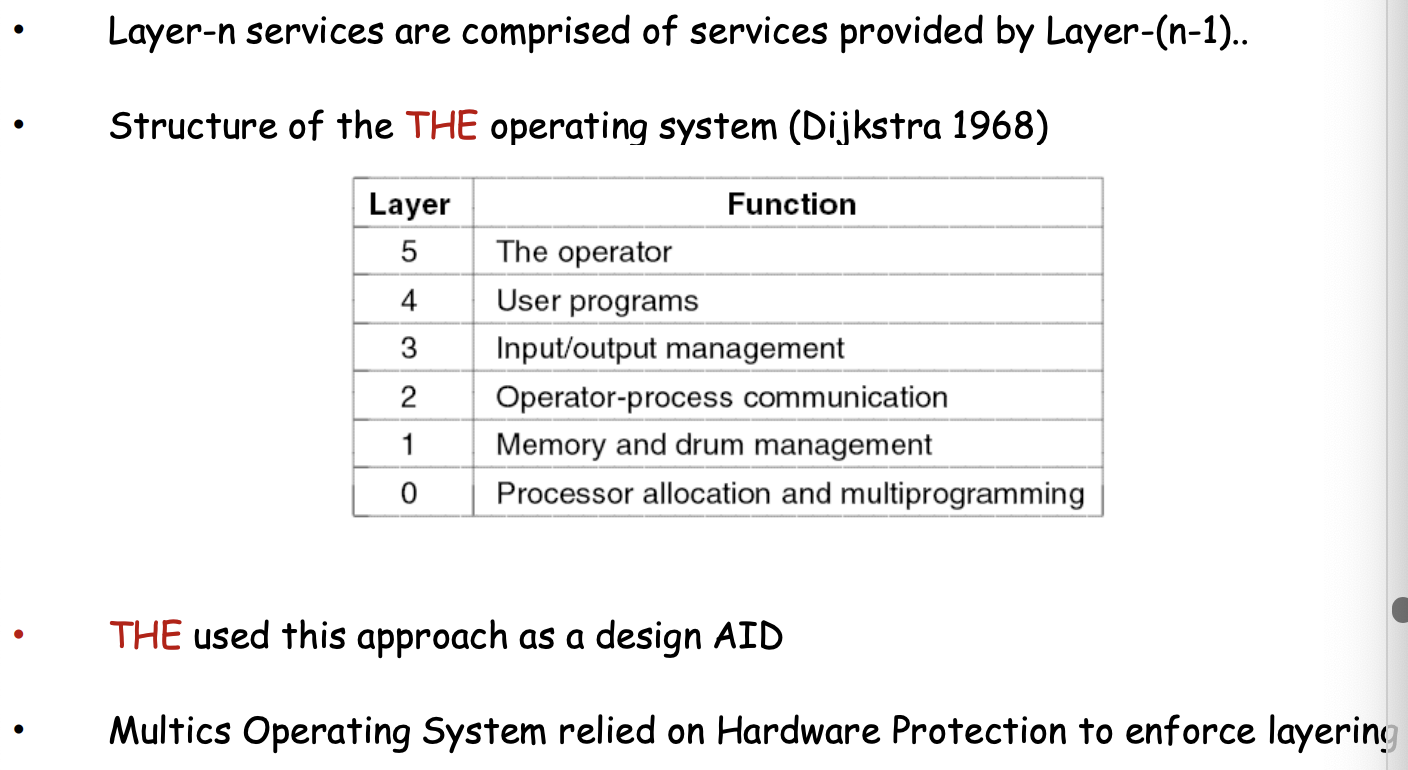 • Layer-n services are comprised of services provided by Layer-(n-1)..
• Structure of the THE operating system (Dijkstra 1968)
Layer Function
5 The operator
4 User programs
3 Input/output management
2 Operator-process communication
1 Memory and drum management
0 Processor allocation and multiprogramming
• THE used this approach as a design AID
• Multics Operating System relied on Hardware Protection to enforce layering